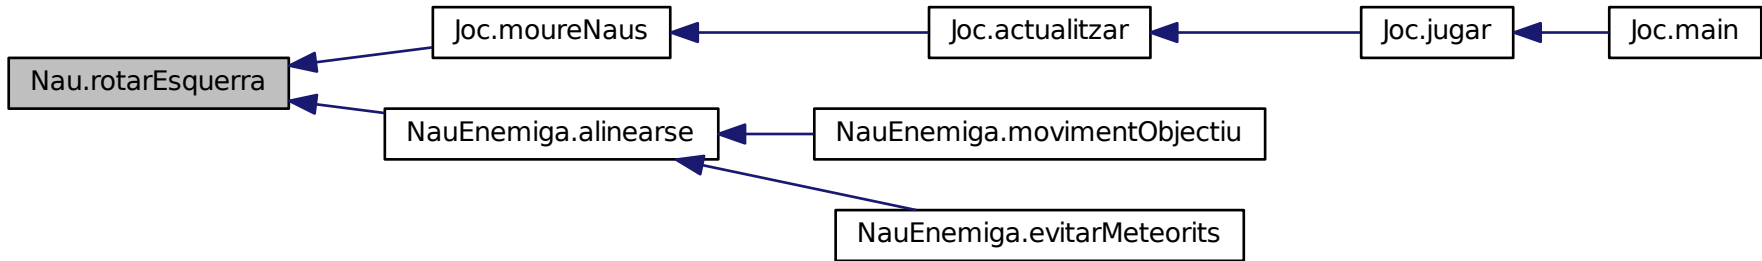 Joc.moureNaus
Joc.actualitzar
Joc.jugar
Joc.main
Nau.rotarEsquerra
NauEnemiga.alinearse
NauEnemiga.movimentObjectiu
NauEnemiga.evitarMeteorits